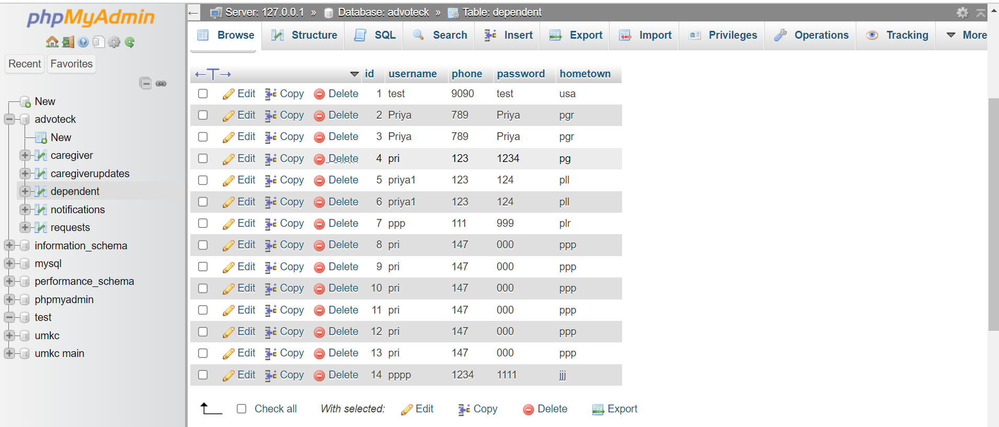 phpMyAdmin
Recent Favorites
New
advoteck
New
caregiver
caregiverupdates
dependent
notifications
requests
information_schema
mysql
performance_schema
phpmyadmin
test
umkc
umkc main
Server: 127.0.0.1 » Database: advoteck » Table: dependent
Browse Structure SQL Search Insert Export Import Privileges Operations Tracking More
id username phone password hometown
Edit Copy Delete 1 test 9090 test usa
Edit Copy Delete 2 Priya 789 Priya pgr
Edit Copy Delete 3 Priya 789 Priya pgr
Edit Copy Delete 4 pri 123 1234 pg
Edit Copy Delete 5 priya1 123 124 pll
Edit Copy Delete 6 priya1 123 124 pll
Edit Copy Delete 7 ppp 111 999 plr
Edit Copy Delete 8 pri 147 000 ppp
Edit Copy Delete 9 pri 147 000 ppp
Edit Copy Delete 10 pri 147 000 ppp
Edit Copy Delete 11 pri 147 000 ppp
Edit Copy Delete 12 pri 147 000 ppp
Edit Copy Delete 13 pri 147 000 ppp
Edit Copy Delete 14 pppp 1234 1111 jjj
Check all With selected: Edit Copy Delete Export